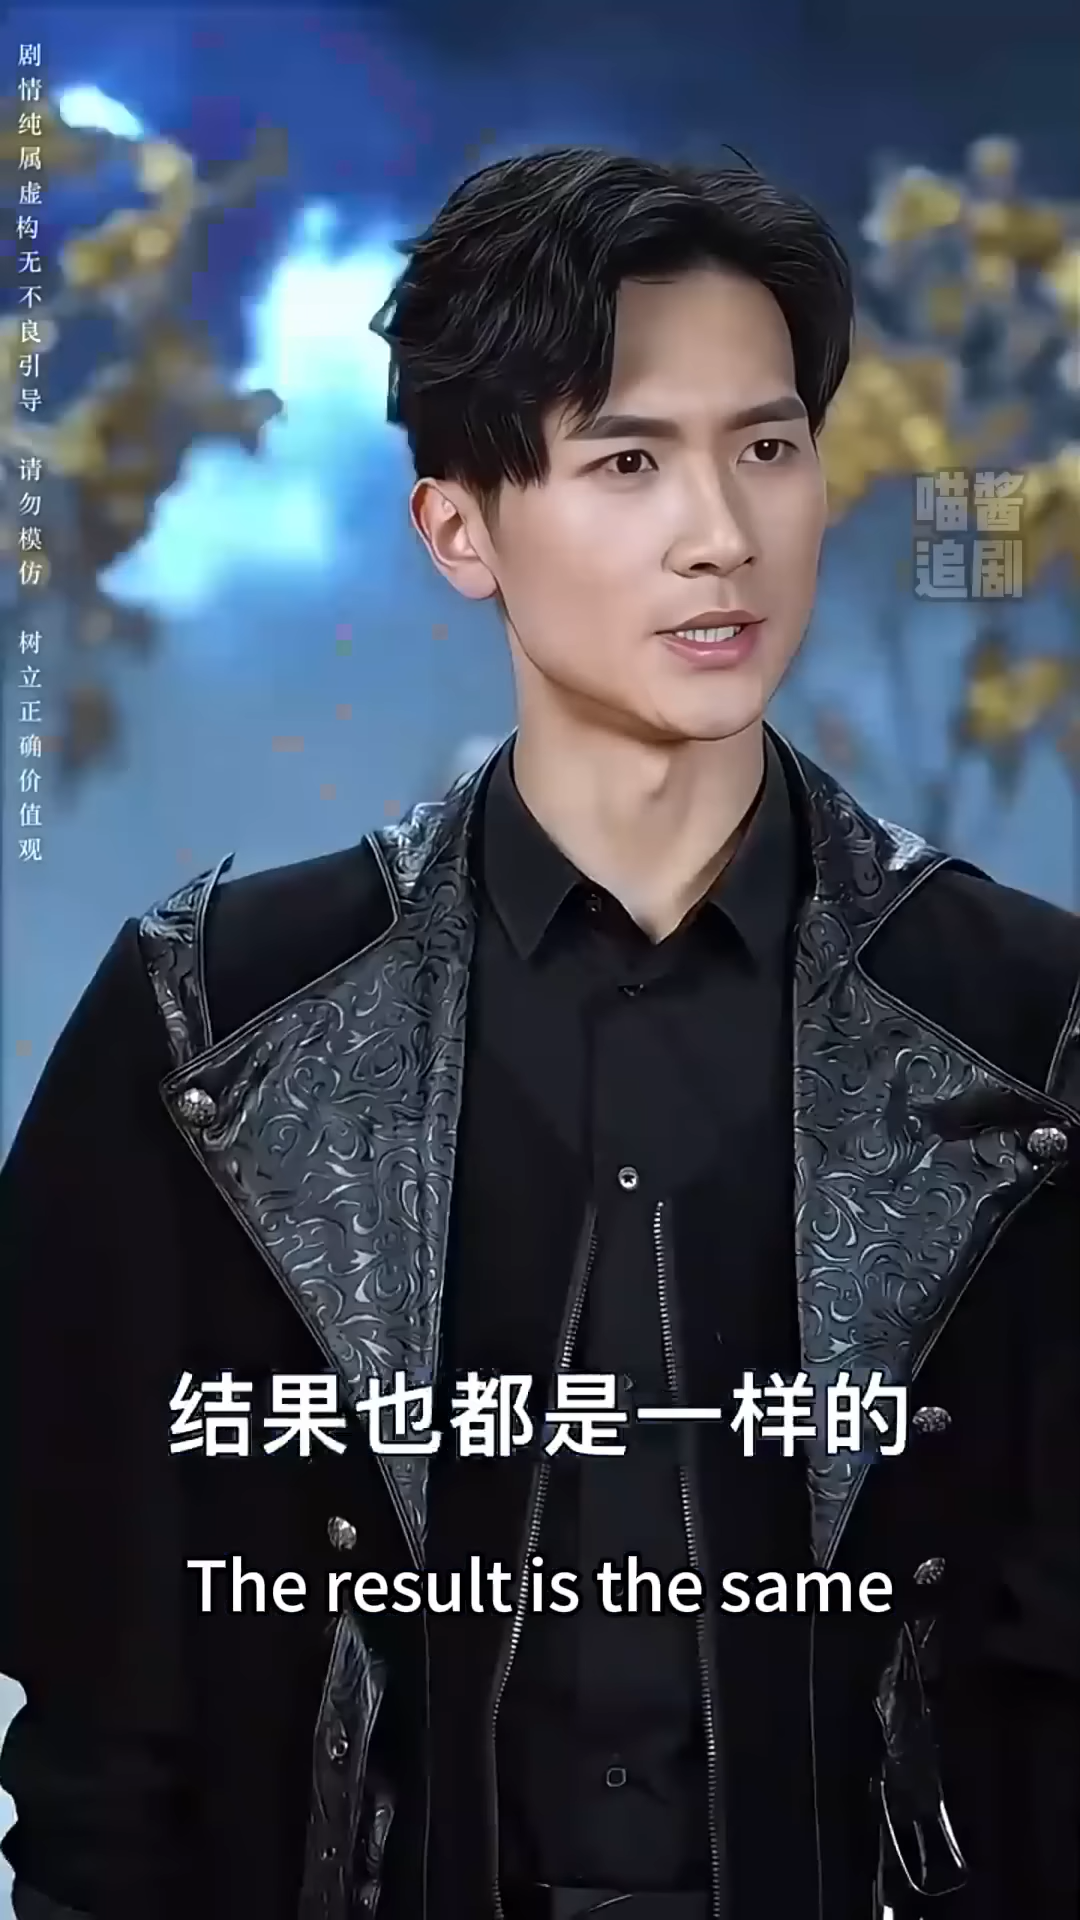 剧情纯属虚构无不良引导 请勿模仿 树立正确价值观
喵酱
追剧
结果也都是一样的
The result is the same